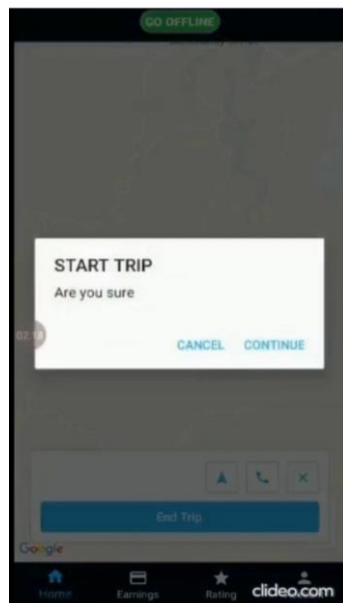 GO OFFLINE
START TRIP
Are you sure
CANCEL CONTINUE
End Trip
Google
Home Earnings Rating
clideo.com